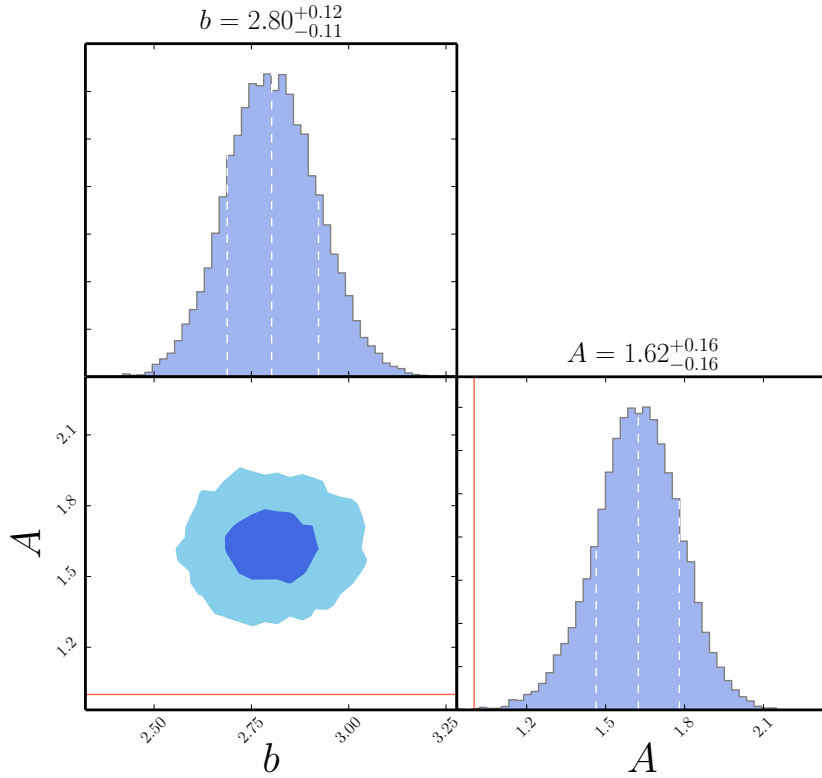 b = 2.80^{+0.12}_{-0.11}
A = 1.62^{+0.16}_{-0.16}
2.1
1.8
1.5
1.2
A
2.50
2.75
3.00
3.25
b
1.2
1.5
1.8
2.1
A